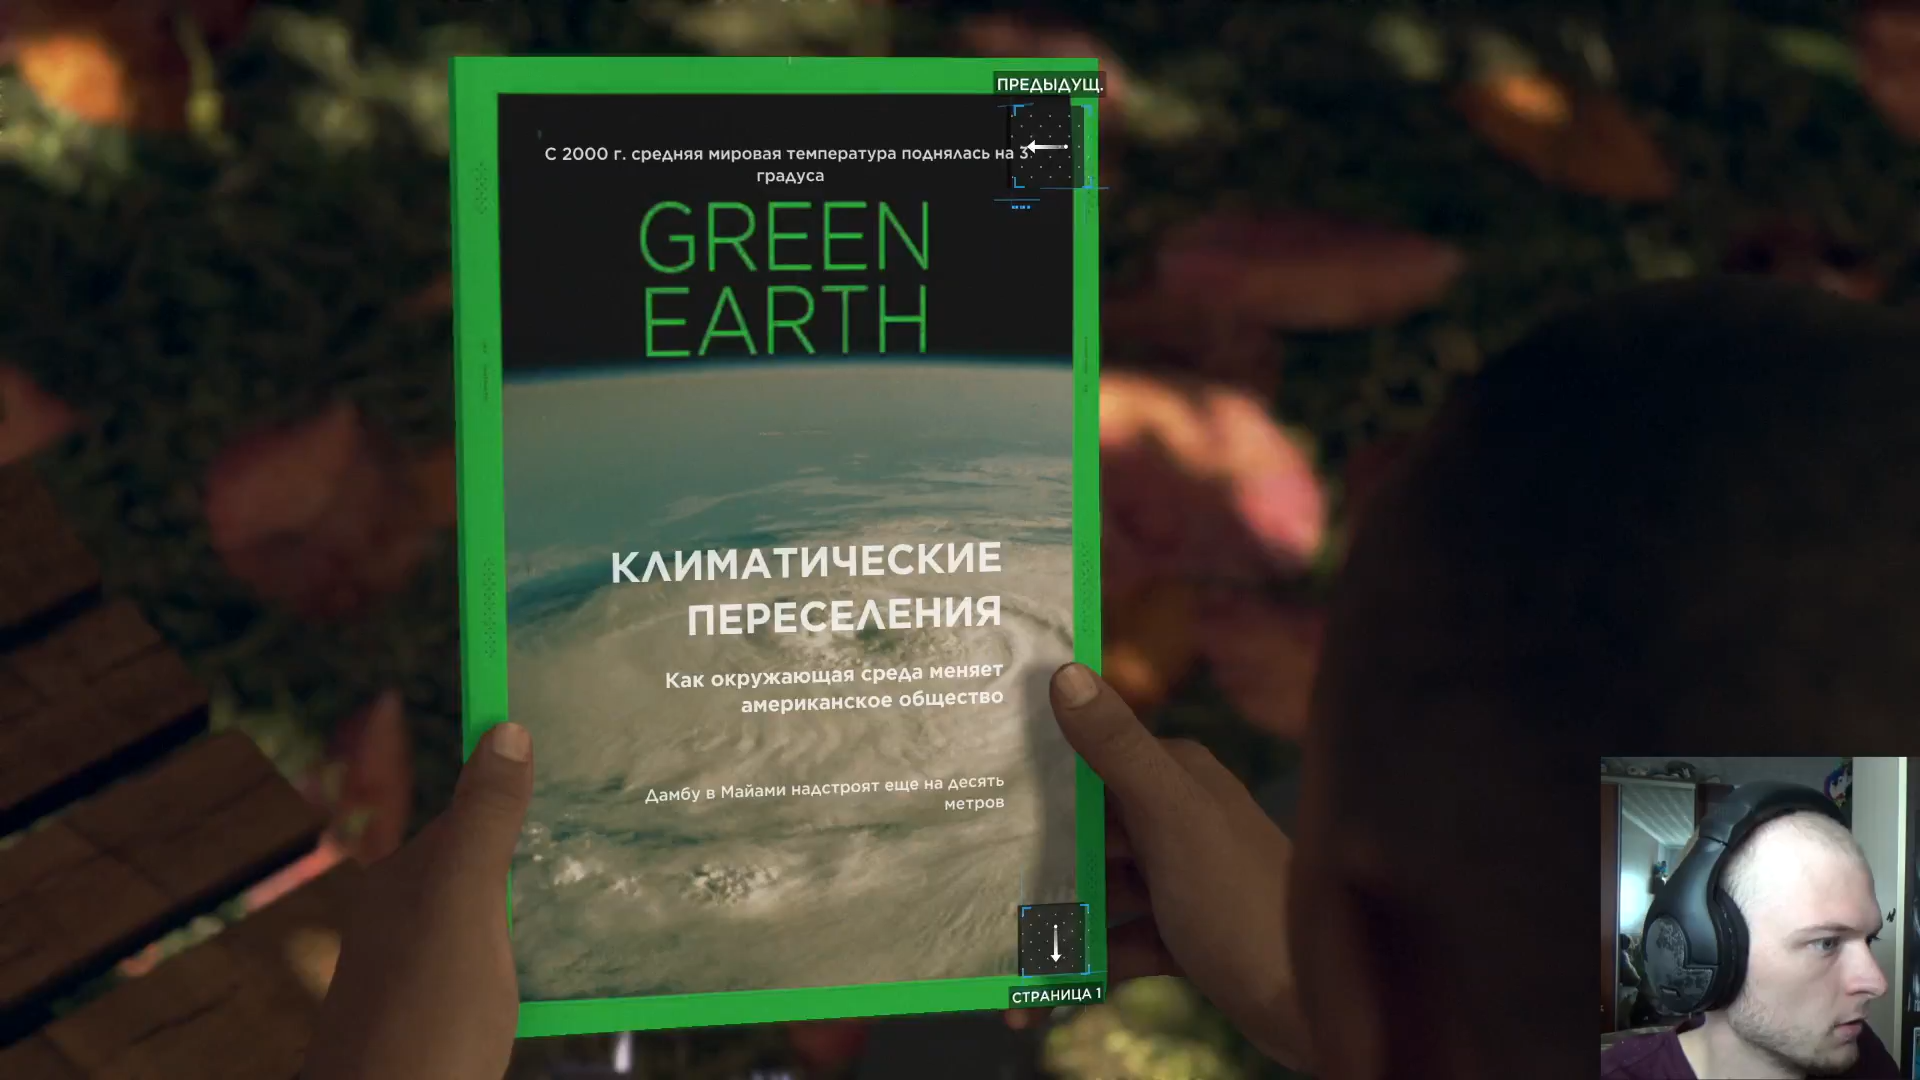 ПРЕДЫДУЩ.
С 2000 г. средняя мировая температура поднялась на 3
градуса
GREEN
EARTH
КЛИМАТИЧЕСКИЕ
ПЕРЕСЕЛЕНИЯ
Как окружающая среда меняет
американское общество
Дамбу в Майами надстроят еще на десять
метров
СТРАНИЦА 1